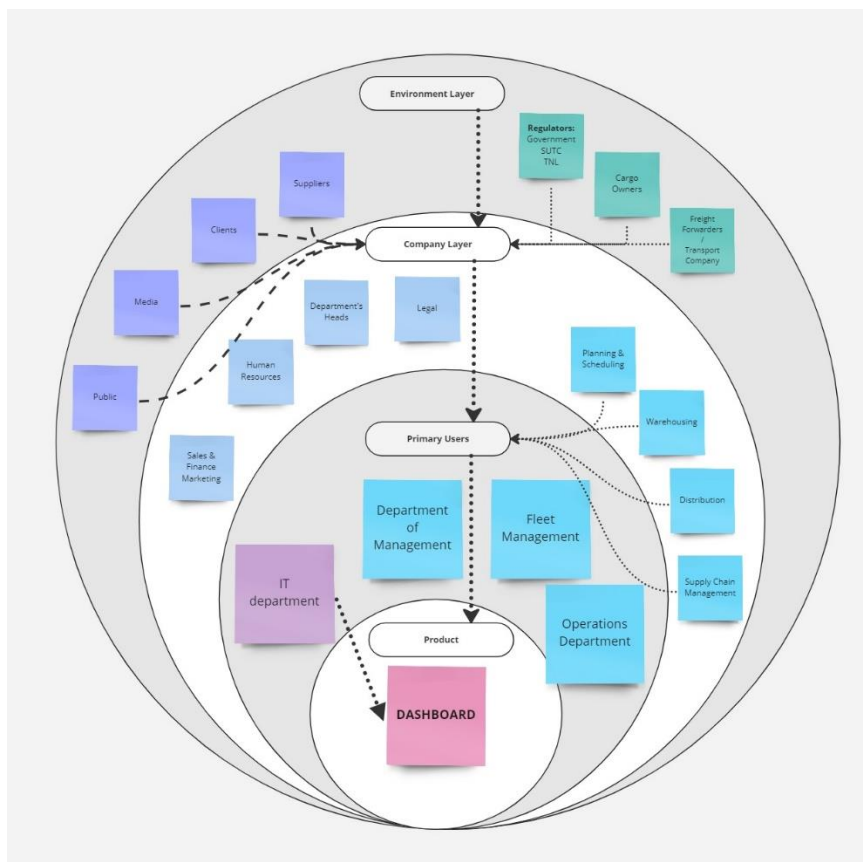 Environment Layer
Regulators:
Government
SUTC
TNL
Suppliers
Cargo
Owners
Clients
Freight
Forwarders
/
Transport
Company
Company Layer
Media
Department's
Heads
Legal
Human
Resources
Planning &
Scheduling
Public
Warehousing
Primary Users
Sales &
Finance
Marketing
Distribution
Department
of
Management
Fleet
Management
IT
department
Supply Chain
Management
Operations
Department
Product
DASHBOARD